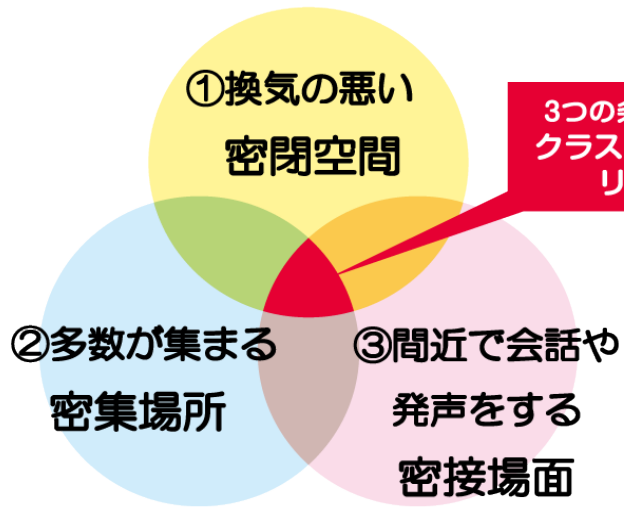 ①換気の悪い
密閉空間
3つの
クラス
リ
②多数が集まる
密集場所
③間近で会話や
発声をする
密接場面